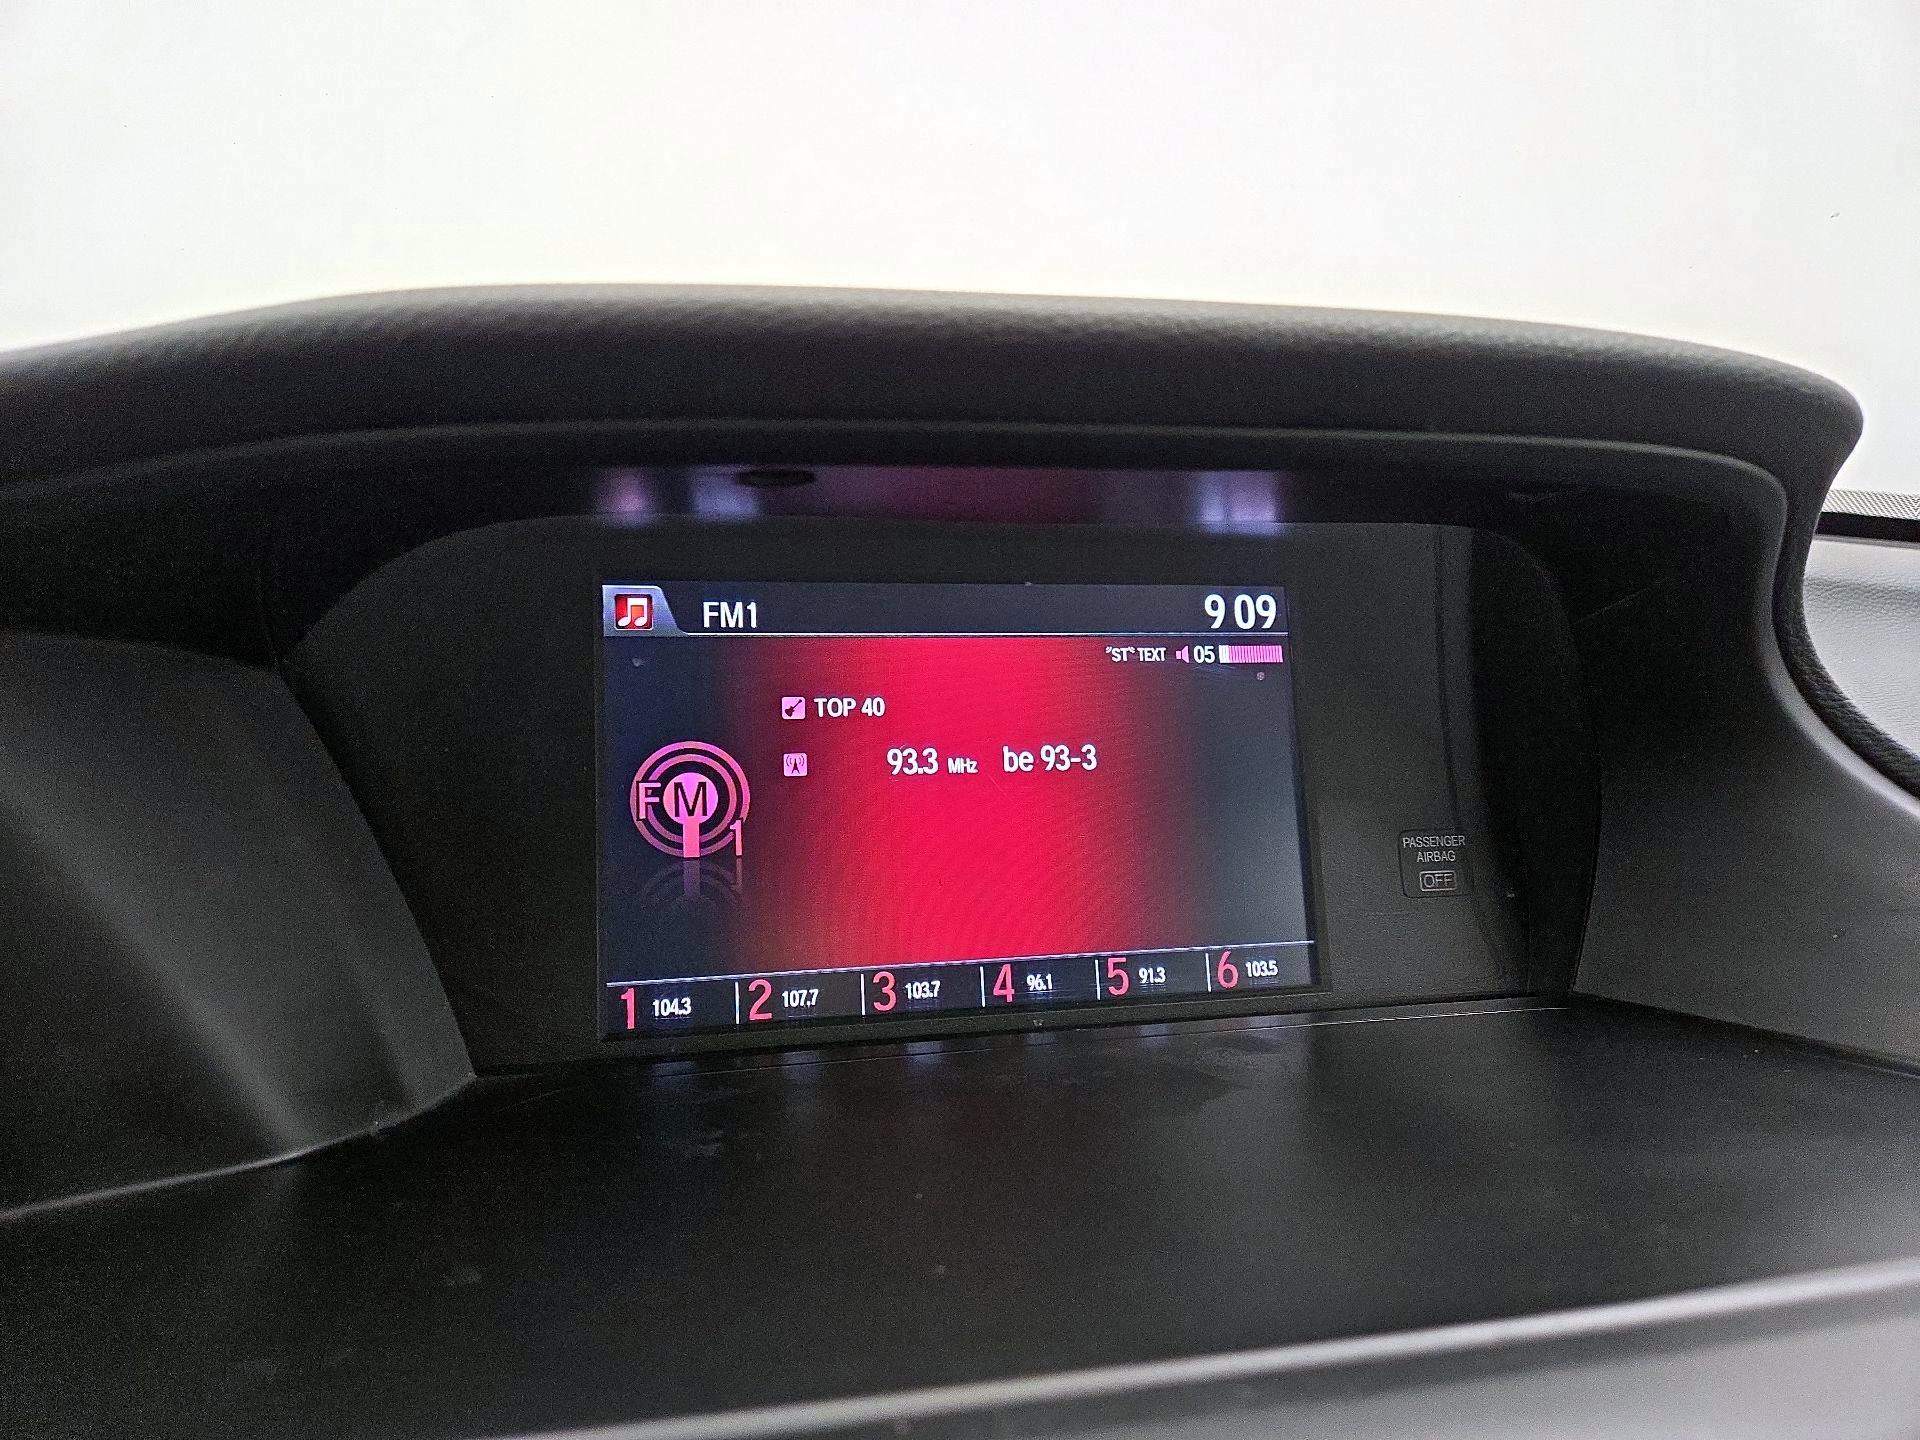 FM1 9 09
"ST" TEXT 05
TOP 40
93.3 MHz be 93-3
FM
1
PASSENGER
AIRBAG
OFF
1 104.3 2 107.7 3 103.7 4 96.1 5 91.3 6 103.5